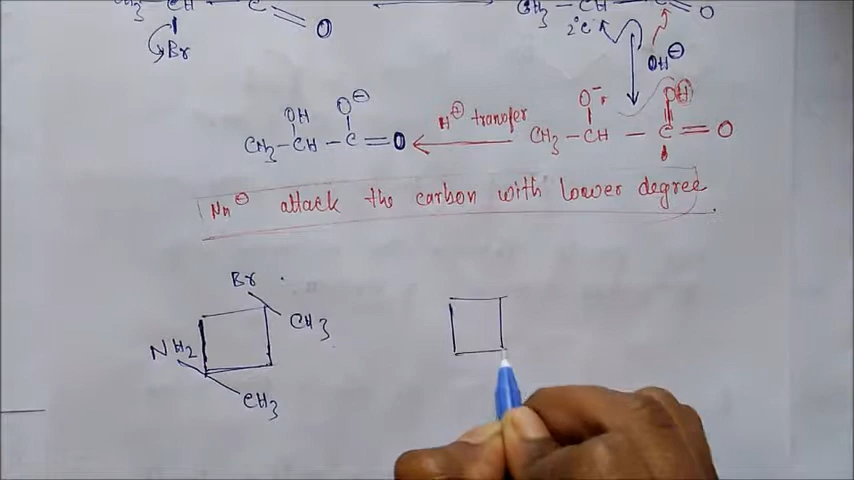 CH3 - CH C = O CH3 - CH C = O
Br 2°C
OH⊖
OH O⊖ H⊕ transfer O⁻ OH
CH3 - CH - C = O ← CH3 - CH - C = O
Nu⊖ attack the carbon with lower degree
Br
CH3
NH2
CH3